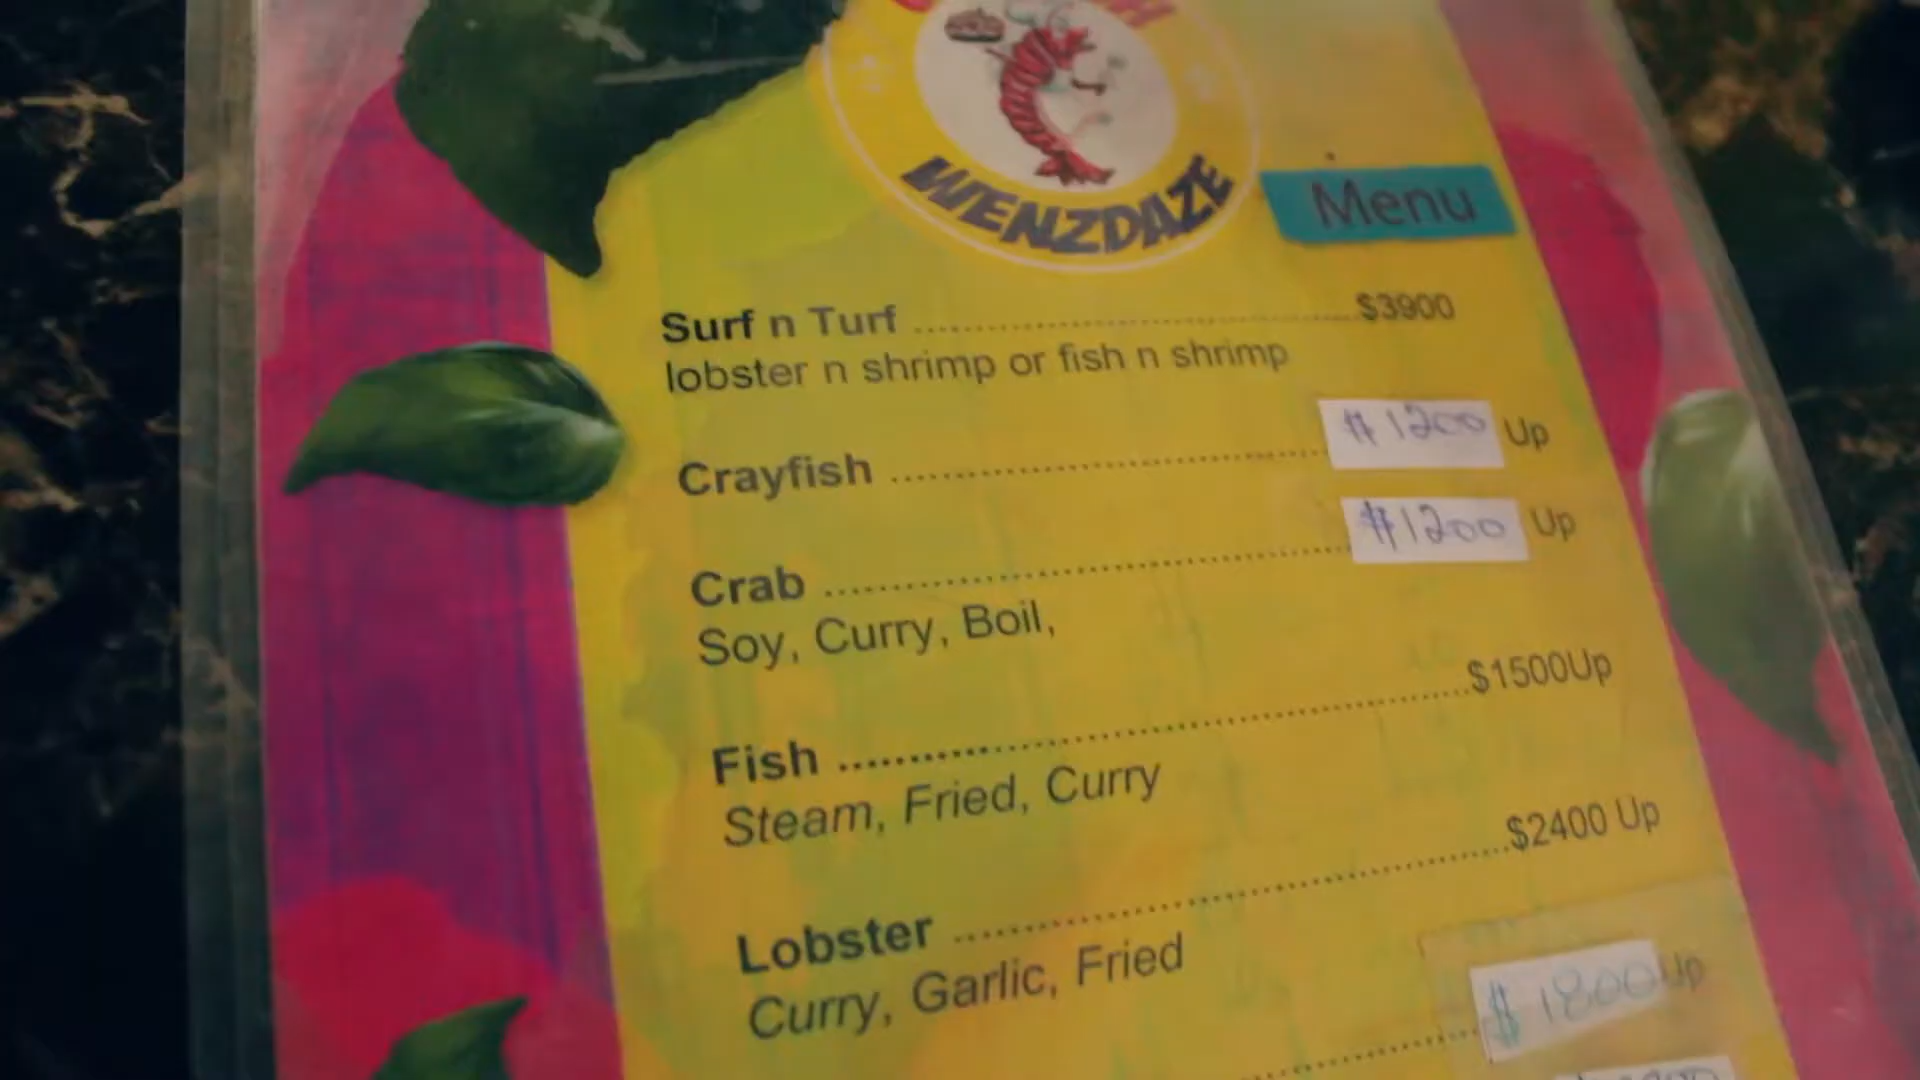 WENZDAZE
Menu
Surf n Turf ........................................ $3900
lobster n shrimp or fish n shrimp
Crayfish ........................................ $1200 Up
Crab ........................................ $1200 Up
Soy, Curry, Boil,
Fish ........................................ $1500Up
Steam, Fried, Curry
Lobster ........................................ $2400 Up
Curry, Garlic, Fried
$1800 Up